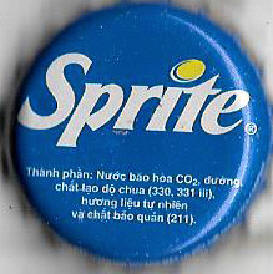 Sprite®
Thành phần: Nước bão hòa CO₂, đường,
chất tạo độ chua (330, 331 iii),
hương liệu tự nhiên
và chất bảo quản (211).